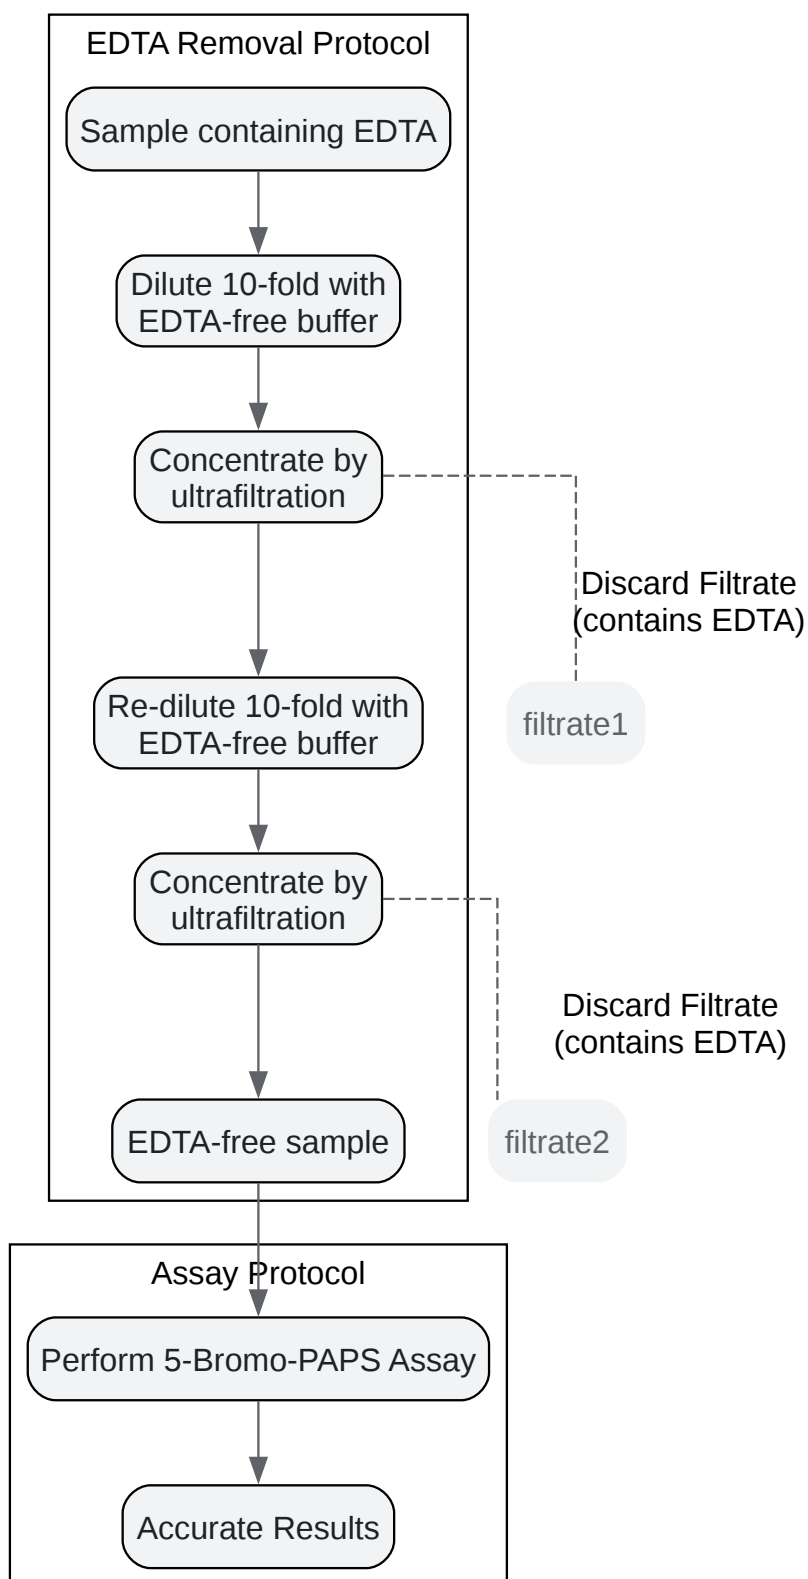 EDTA Removal Protocol
Sample containing EDTA
Dilute 10-fold with
EDTA-free buffer
Concentrate by
ultrafiltration
Discard Filtrate
(contains EDTA)
Re-dilute 10-fold with
EDTA-free buffer
filtrate1
Concentrate by
ultrafiltration
Discard Filtrate
(contains EDTA)
EDTA-free sample
filtrate2
Assay Protocol
Perform 5-Bromo-PAPS Assay
Accurate Results